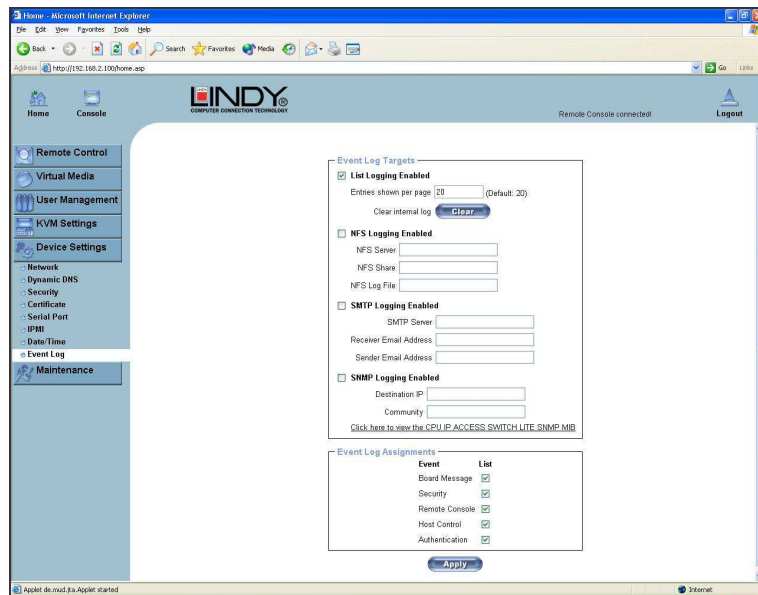 Home - Microsoft Internet Explorer
File Edit View Favorites Tools Help
Back Search Favorites Media
Address http://192.168.2.100/home.asp Go Links
Home Console LINDY® Remote Console connected! Logout
COMPUTER CONNECTION TECHNOLOGY
Remote Control
Virtual Media
User Management
KVM Settings
Device Settings
Network
Dynamic DNS
Security
Certificate
Serial Port
IPMI
Date/Time
Event Log
Maintenance
Event Log Targets
List Logging Enabled
Entries shown per page 20 (Default: 20)
Clear internal log Clear
NFS Logging Enabled
NFS Server
NFS Share
NFS Log File
SMTP Logging Enabled
SMTP Server
Receiver Email Address
Sender Email Address
SNMP Logging Enabled
Destination IP
Community
Click here to view the CPU IP ACCESS SWITCH LITE SNMP MIB
Event Log Assignments
Event List
Board Message
Security
Remote Console
Host Control
Authentication
Apply
Applet de.mud.jta.Applet started Internet